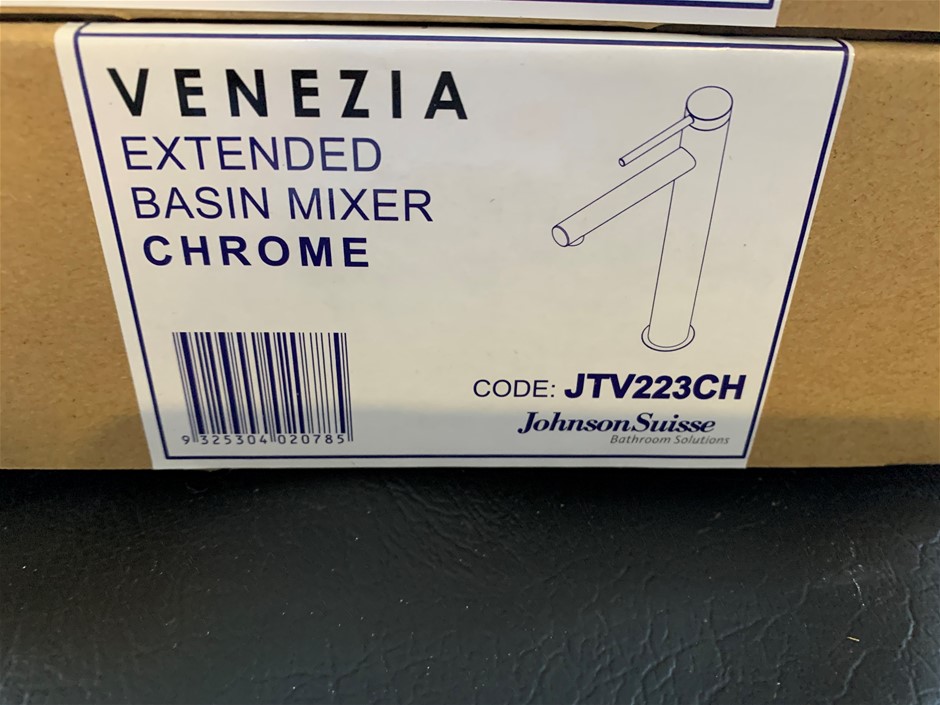 VENEZIA
EXTENDED
BASIN MIXER
CHROME
9 325304 020785
CODE: JTV223CH
JohnsonSuisse
Bathroom Solutions